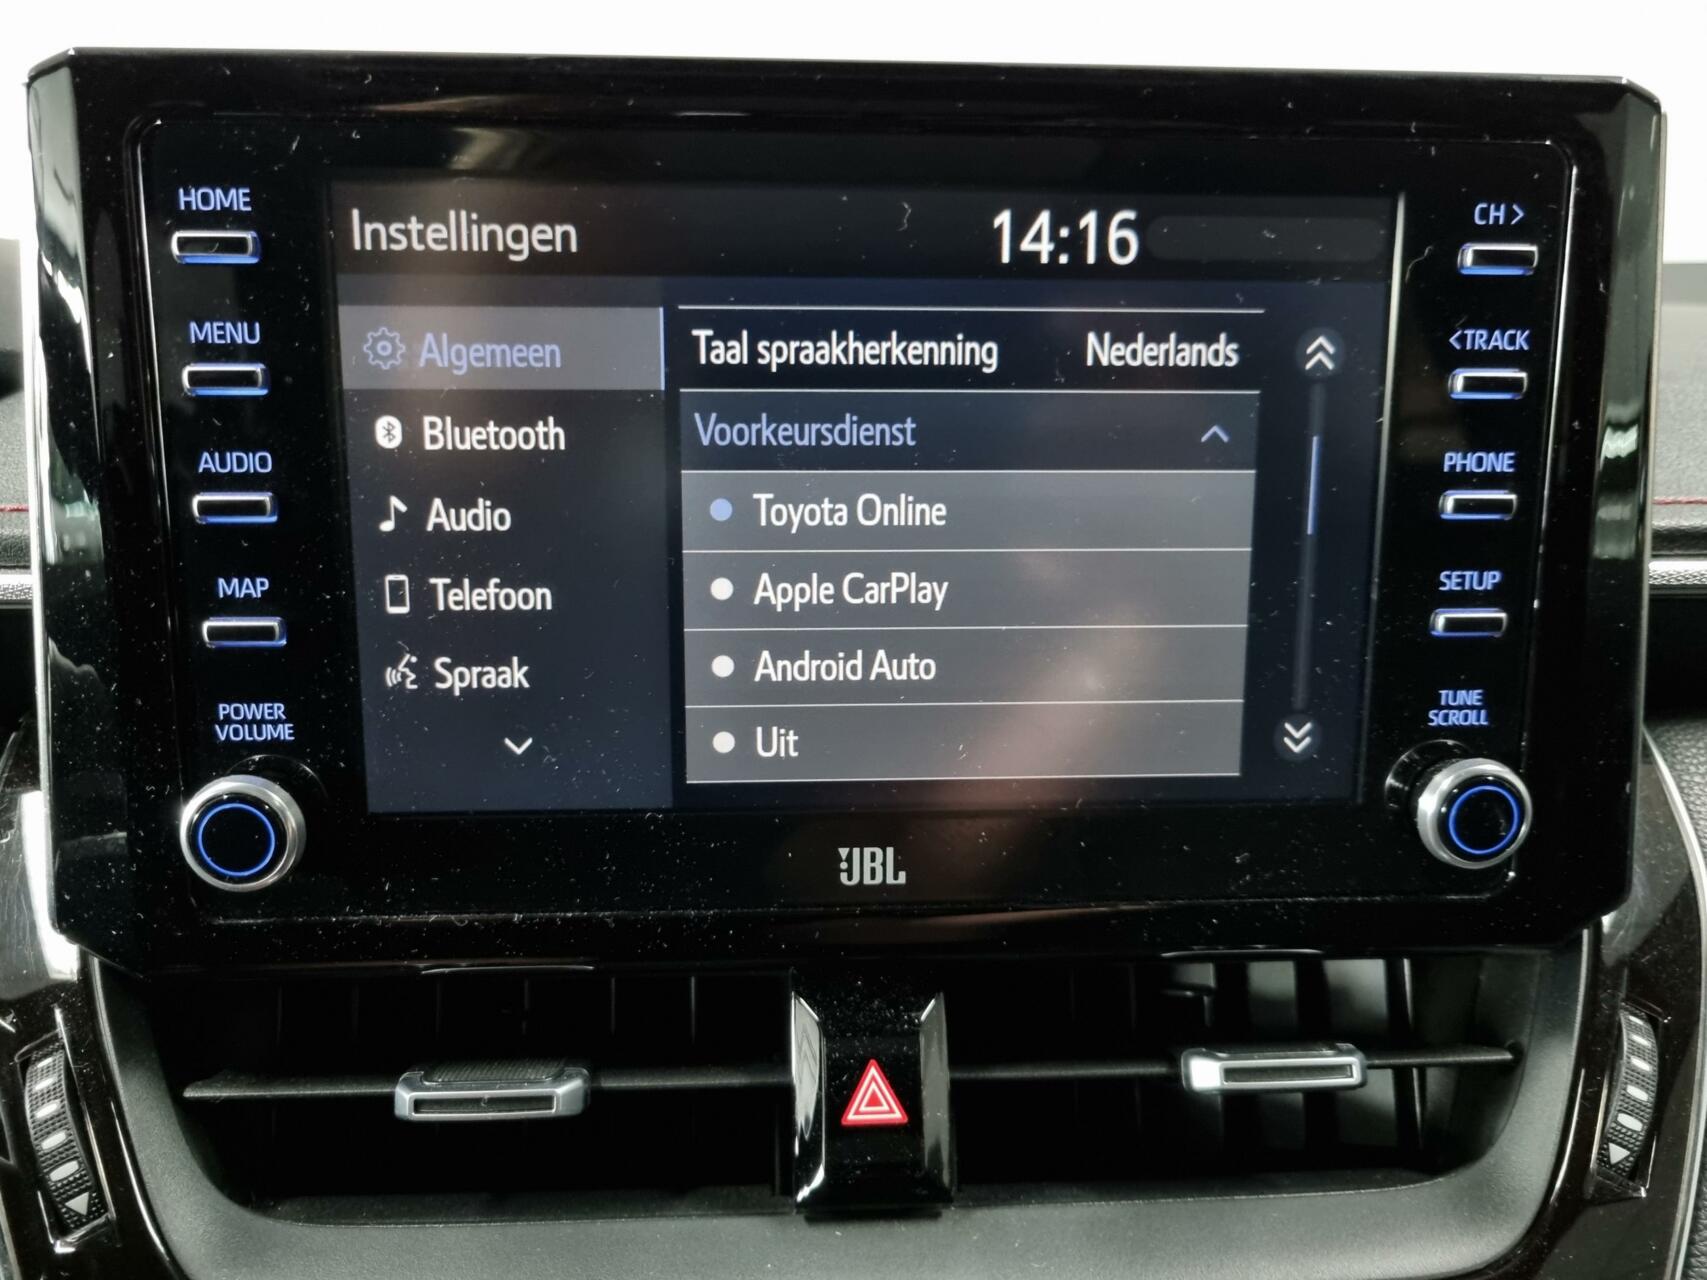 HOME
MENU
AUDIO
MAP
POWER
VOLUME
Instellingen
14:16
Algemeen
Bluetooth
Audio
Telefoon
Spraak
Taal spraakherkenning Nederlands
Voorkeursdienst
Toyota Online
Apple CarPlay
Android Auto
Uit
CH>
<TRACK
PHONE
SETUP
TUNE
SCROLL
JBL